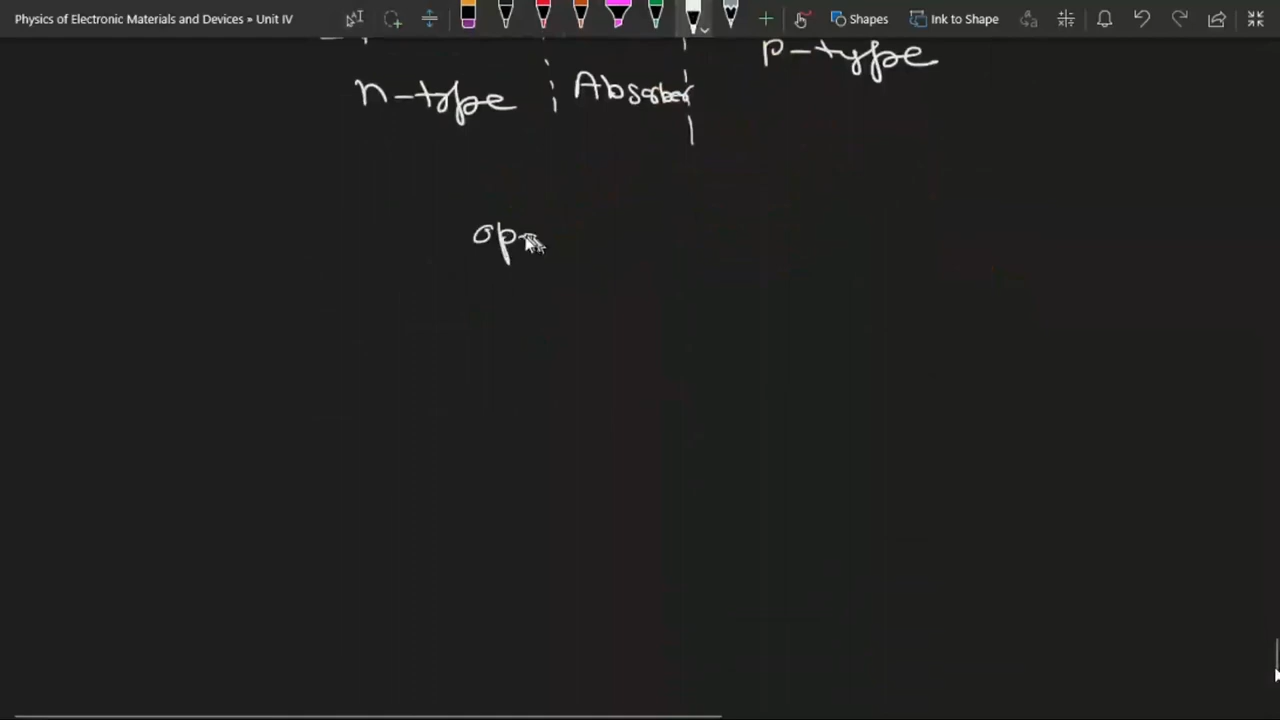 Physics of Electronic Materials and Devices » Unit IV
Shapes
Ink to Shape
n-type
Absorber
p-type
op